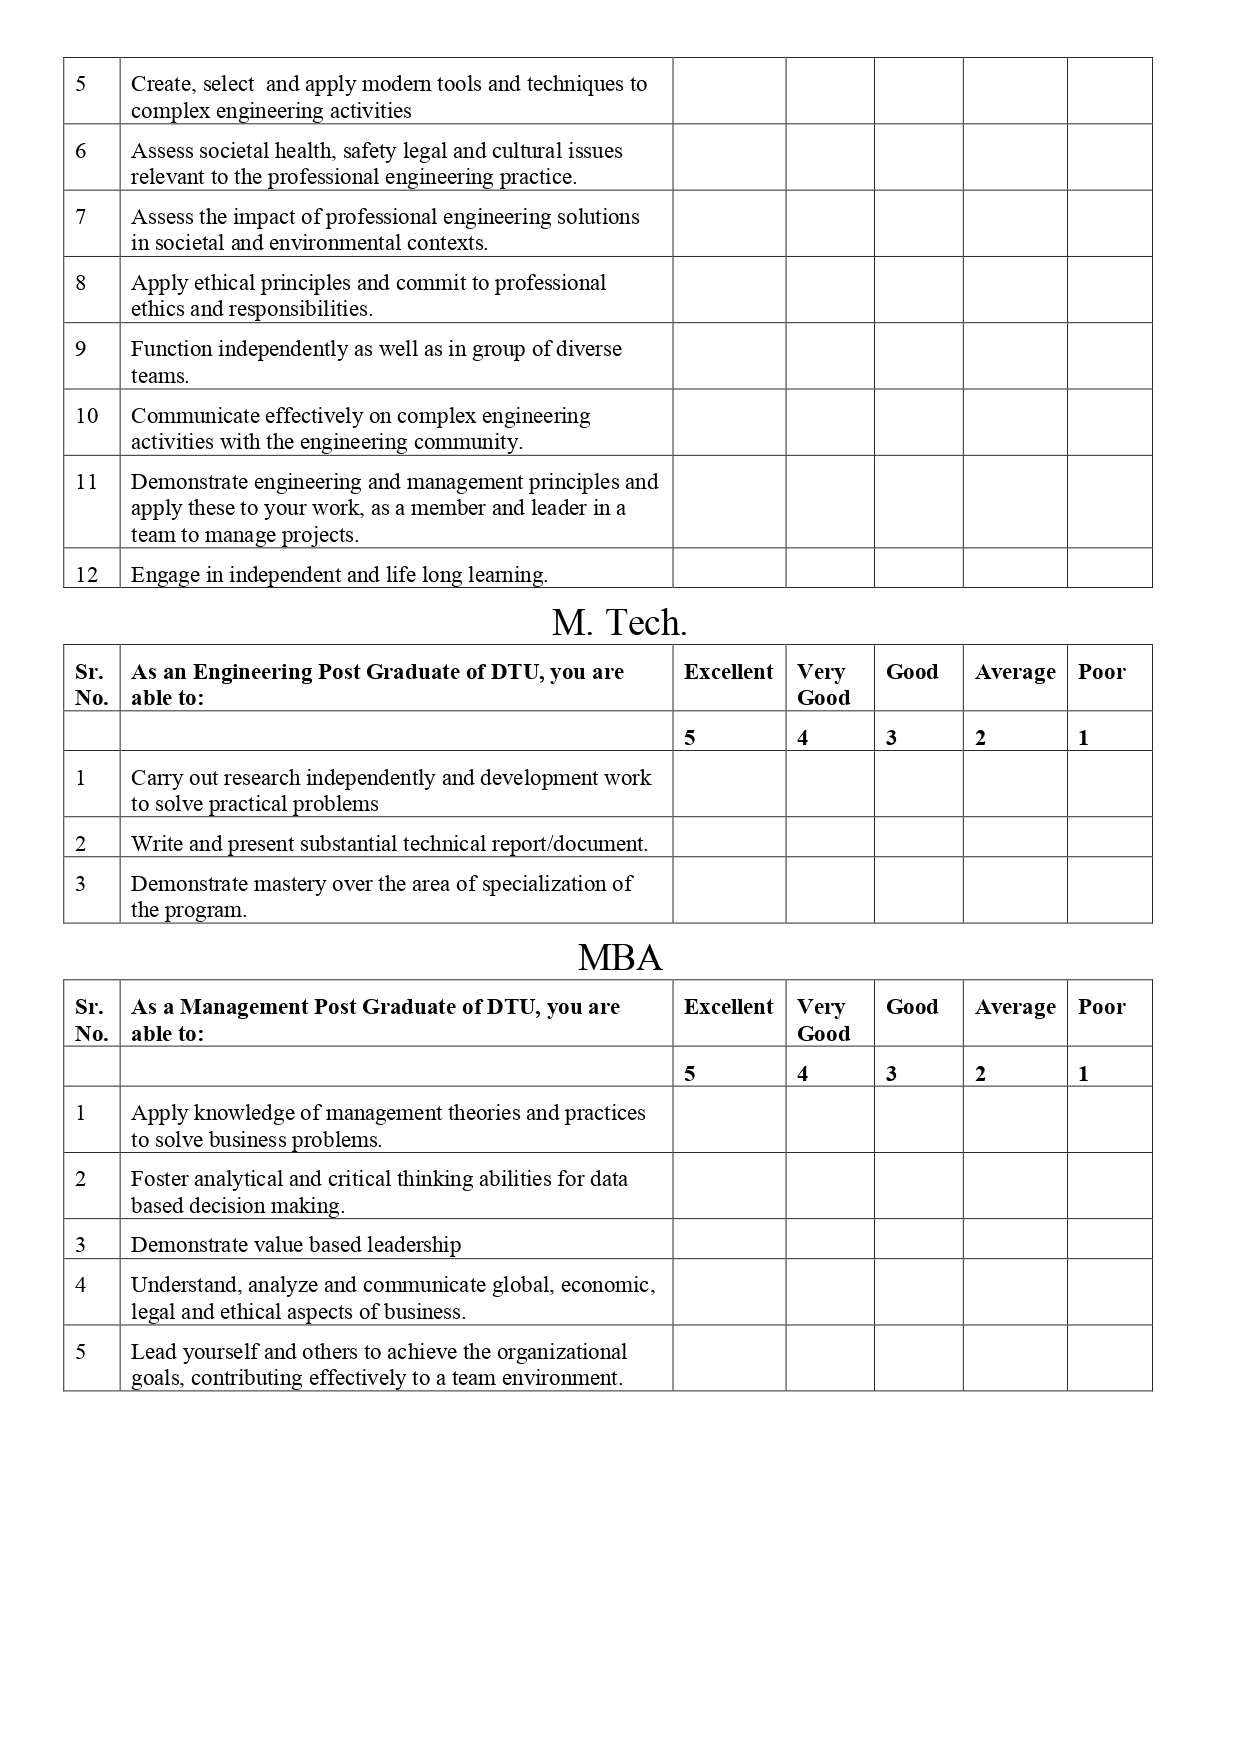 5 Create, select  and apply modern tools and techniques to
complex engineering activities
6 Assess societal health, safety legal and cultural issues
relevant to the professional engineering practice.
7 Assess the impact of professional engineering solutions
in societal and environmental contexts.
8 Apply ethical principles and commit to professional
ethics and responsibilities.
9 Function independently as well as in group of diverse
teams.
10 Communicate effectively on complex engineering
activities with the engineering community.
11 Demonstrate engineering and management principles and
apply these to your work, as a member and leader in a
team to manage projects.
12 Engage in independent and life long learning.
M. Tech.
Sr. As an Engineering Post Graduate of DTU, you are Excellent Very Good Average Poor
No. able to: Good
5 4 3 2 1
1 Carry out research independently and development work
to solve practical problems
2 Write and present substantial technical report/document.
3 Demonstrate mastery over the area of specialization of
the program.
MBA
Sr. As a Management Post Graduate of DTU, you are Excellent Very Good Average Poor
No. able to: Good
5 4 3 2 1
1 Apply knowledge of management theories and practices
to solve business problems.
2 Foster analytical and critical thinking abilities for data
based decision making.
3 Demonstrate value based leadership
4 Understand, analyze and communicate global, economic,
legal and ethical aspects of business.
5 Lead yourself and others to achieve the organizational
goals, contributing effectively to a team environment.